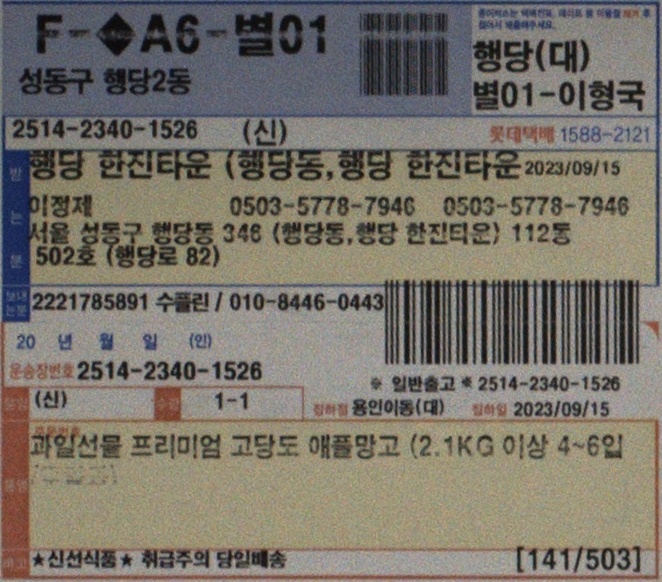 F-◆A6-별01
성동구 행당2동
행당(대)
별01-이형국
2514-2340-1526 (신)
롯데택배 1588-2121
행당 한진타운 (행당동,행당 한진타운 2023/09/15
받는분
이정제 0503-5778-7946 0503-5778-7946
서울 성동구 행당동 346 (행당동,행당 한진타운) 112동
502호 (행당로 82)
보내는분
2221785891 수플린 / 010-8446-0443
20 년 월 일 (인)
운송장번호 2514-2340-1526
※ 일반출고 * 2514-2340-1526
(신) 수량 1-1
집하점 용인이동(대) 집하일 2023/09/15
과일선물 프리미엄 고당도 애플망고 (2.1KG 이상 4~6입
비고 ★신선식품★ 취급주의 당일배송 [141/503]